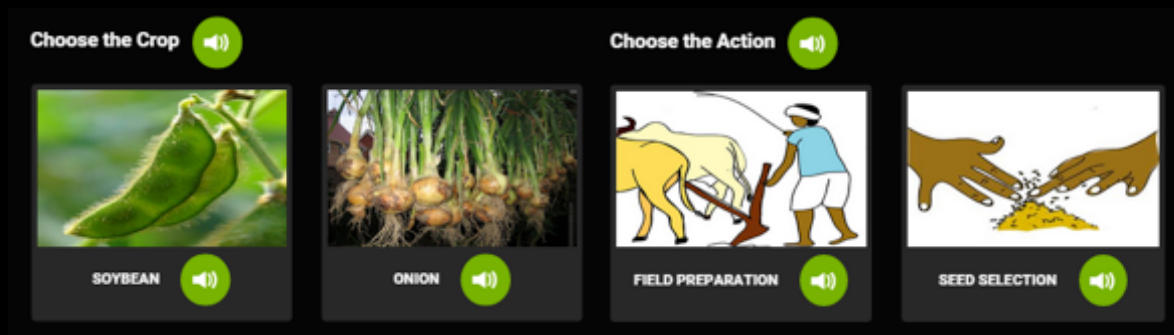 Choose the Crop
Choose the Action
SOYBEAN
ONION
FIELD PREPARATION
SEED SELECTION